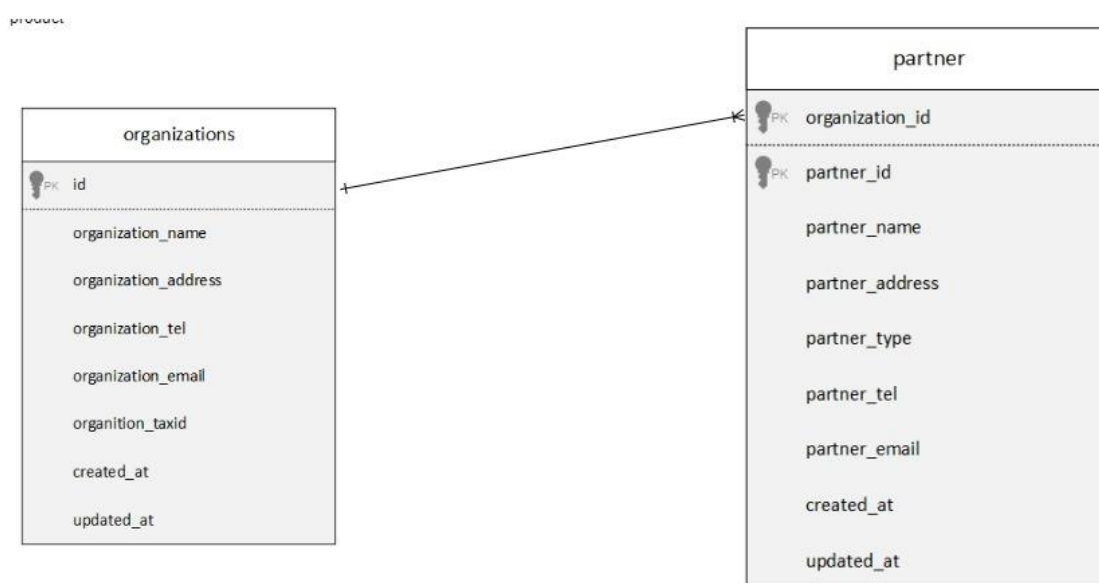 product
organizations
PK id
organization_name
organization_address
organization_tel
organization_email
organition_taxid
created_at
updated_at
partner
PK organization_id
PK partner_id
partner_name
partner_address
partner_type
partner_tel
partner_email
created_at
updated_at